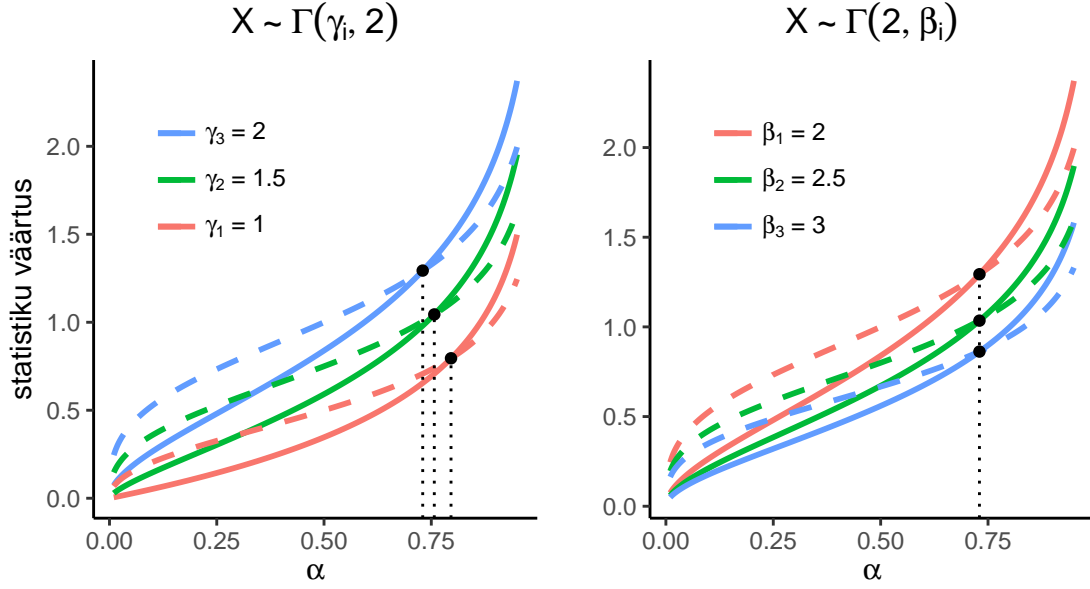 X ~ Γ(γᵢ, 2)
statistiku väärtus
2.0
1.5
1.0
0.5
0.0
γ₃ = 2
γ₂ = 1.5
γ₁ = 1
0.00 0.25 0.50 0.75
α
X ~ Γ(2, βᵢ)
2.0
1.5
1.0
0.5
0.0
β₁ = 2
β₂ = 2.5
β₃ = 3
0.00 0.25 0.50 0.75
α